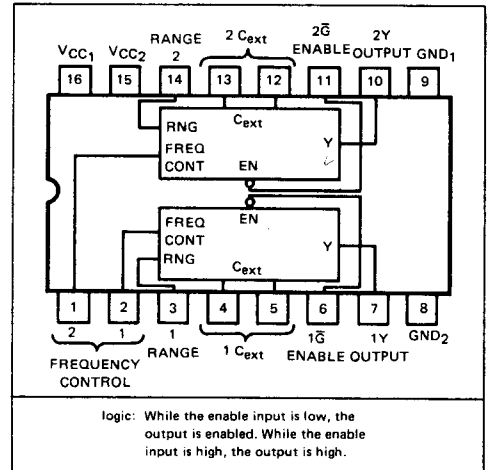 RANGE 2 C̅ext 2G̅
VCC1 VCC2 2 ENABLE 2Y OUTPUT GND1
16 15 14 13 12 11 10 9
RNG Cext
FREQ Y
CONT EN
FREQ EN
CONT Y
RNG Cext
1 2 3 4 5 6 7 8
2 1 RANGE 1 1 Cext 1G̅ 1Y GND2
FREQUENCY CONTROL ENABLE OUTPUT
logic: While the enable input is low, the
output is enabled. While the enable
input is high, the output is high.